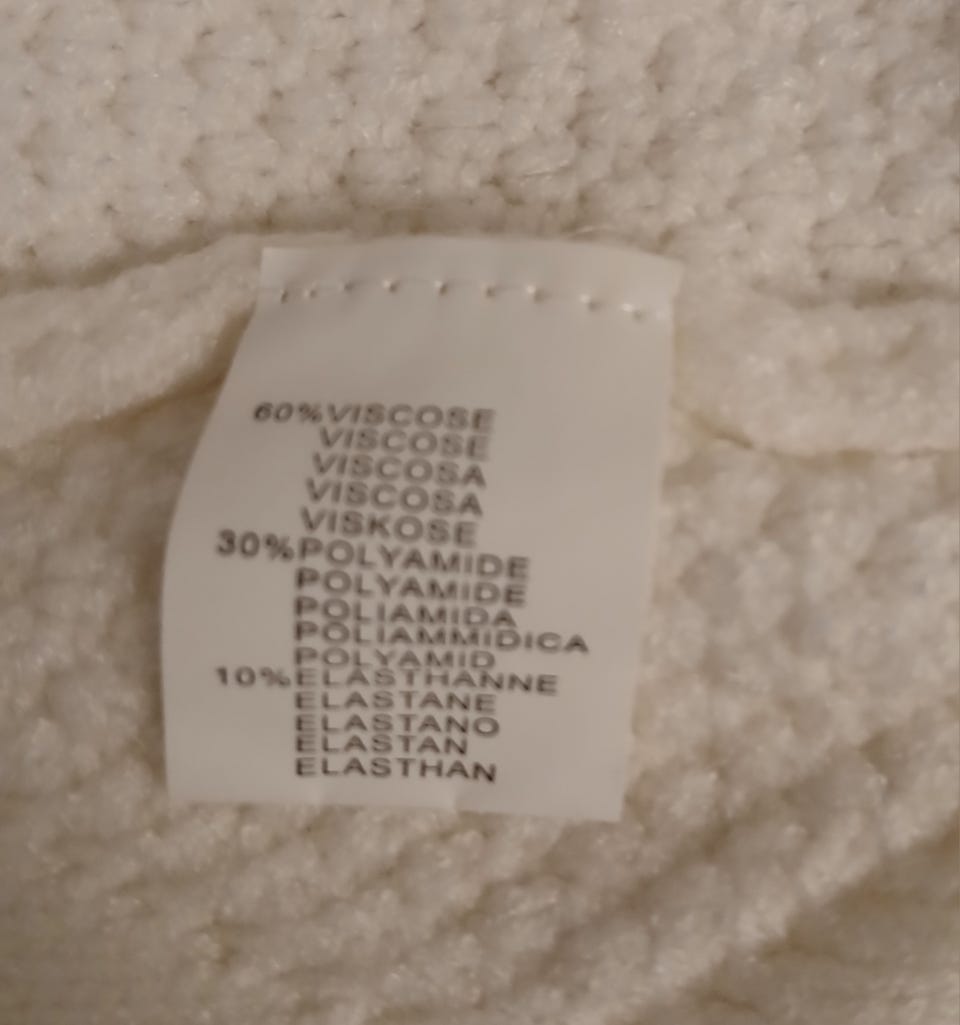 60%VISCOSE
VISCOSE
VISCOSA
VISCOSA
VISKOSE
30%POLYAMIDE
POLYAMIDE
POLIAMIDA
POLIAMMIDICA
POLYAMID
10%ELASTHANNE
ELASTANE
ELASTANO
ELASTAN
ELASTHAN